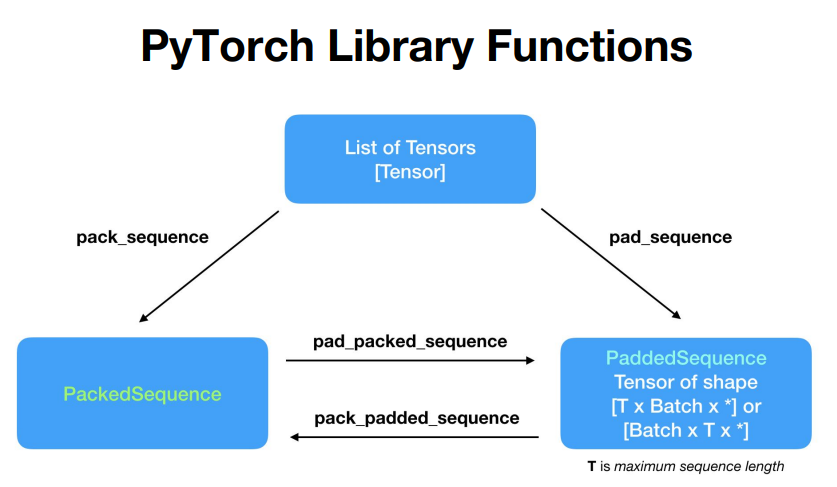 PyTorch Library Functions
List of Tensors
[Tensor]
pack_sequence
pad_sequence
pad_packed_sequence
PackedSequence
pack_padded_sequence
PaddedSequence
Tensor of shape
[T x Batch x *] or
[Batch x T x *]
T is maximum sequence length